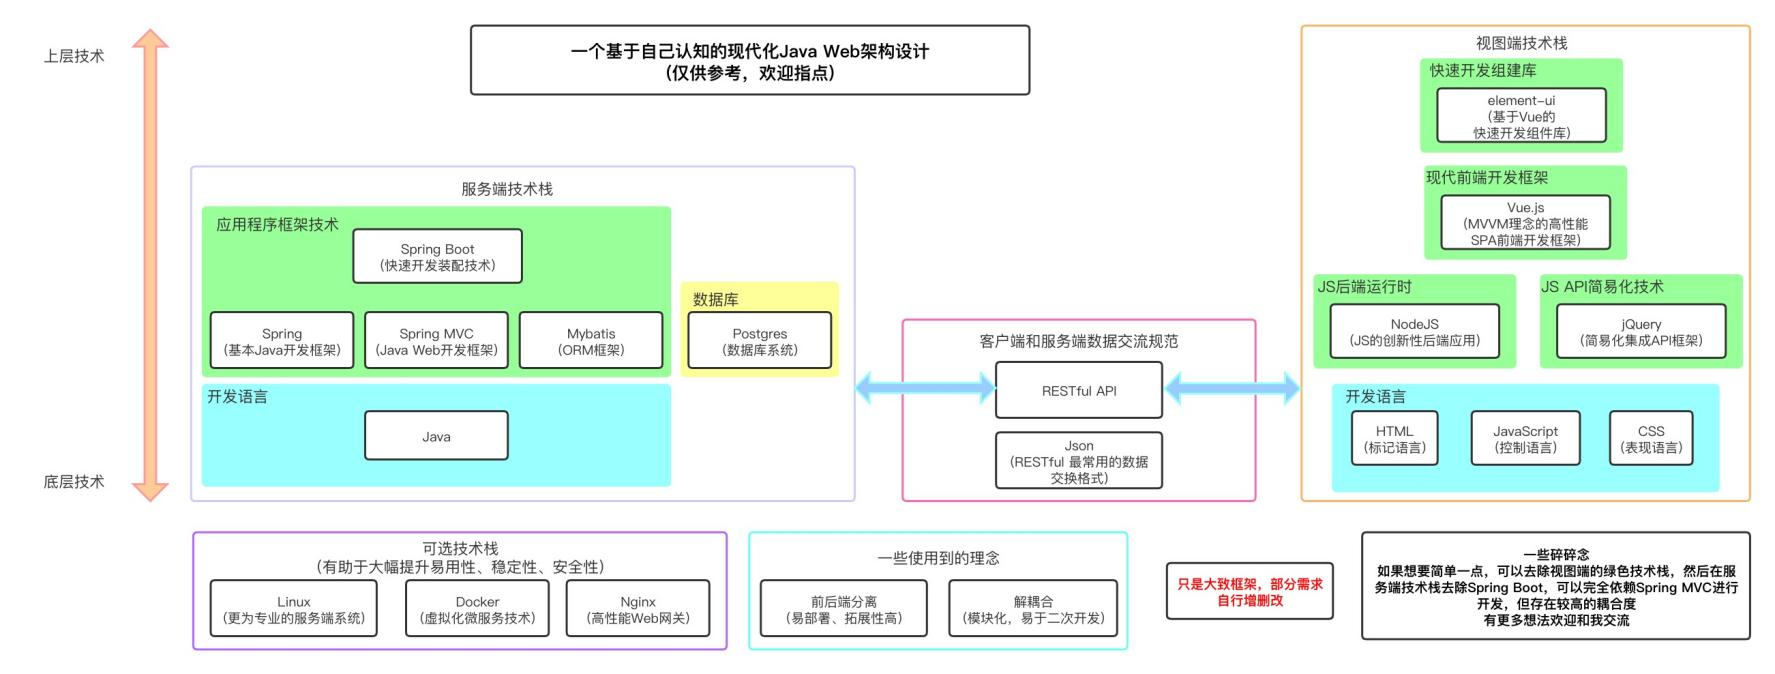 上层技术
底层技术
一个基于自己认知的现代化Java Web架构设计
（仅供参考，欢迎指点）
服务端技术栈
应用程序框架技术
Spring Boot
（快速开发装配技术）
Spring
（基本Java开发框架）
Spring MVC
（Java Web开发框架）
Mybatis
（ORM框架）
数据库
Postgres
（数据库系统）
开发语言
Java
客户端和服务端数据交流规范
RESTful API
Json
（RESTful 最常用的数据
交换格式）
视图端技术栈
快速开发组建库
element-ui
（基于Vue的
快速开发组件库）
现代前端开发框架
Vue.js
（MVVM理念的高性能
SPA前端开发框架）
JS后端运行时
NodeJS
（JS的创新性后端应用）
JS API简易化技术
jQuery
（简易化集成API框架）
开发语言
HTML
（标记语言）
JavaScript
（控制语言）
CSS
（表现语言）
可选技术栈
（有助于大幅提升易用性、稳定性、安全性）
Linux
（更为专业的服务端系统）
Docker
（虚拟化微服务技术）
Nginx
（高性能Web网关）
一些使用到的理念
前后端分离
（易部署、拓展性高）
解耦合
（模块化，易于二次开发）
只是大致框架，部分需求
自行增删改
一些碎碎念
如果想要简单一点，可以去除视图端的绿色技术栈，然后在服
务端技术栈去除Spring Boot，可以完全依赖Spring MVC进行
开发，但存在较高的耦合度
有更多想法欢迎和我交流